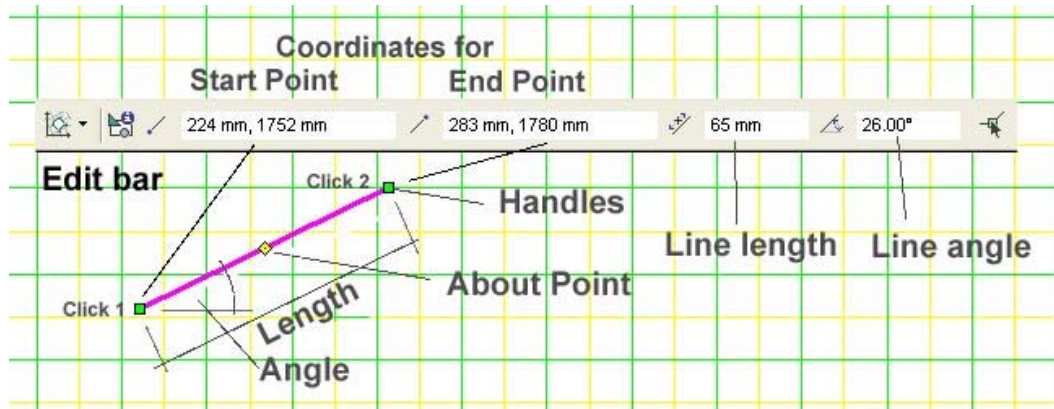 Coordinates for
Start Point
End Point
224 mm, 1752 mm
283 mm, 1780 mm
65 mm
26.00°
Edit bar
Click 2
Handles
Line length
Line angle
About Point
Click 1
Length
Angle